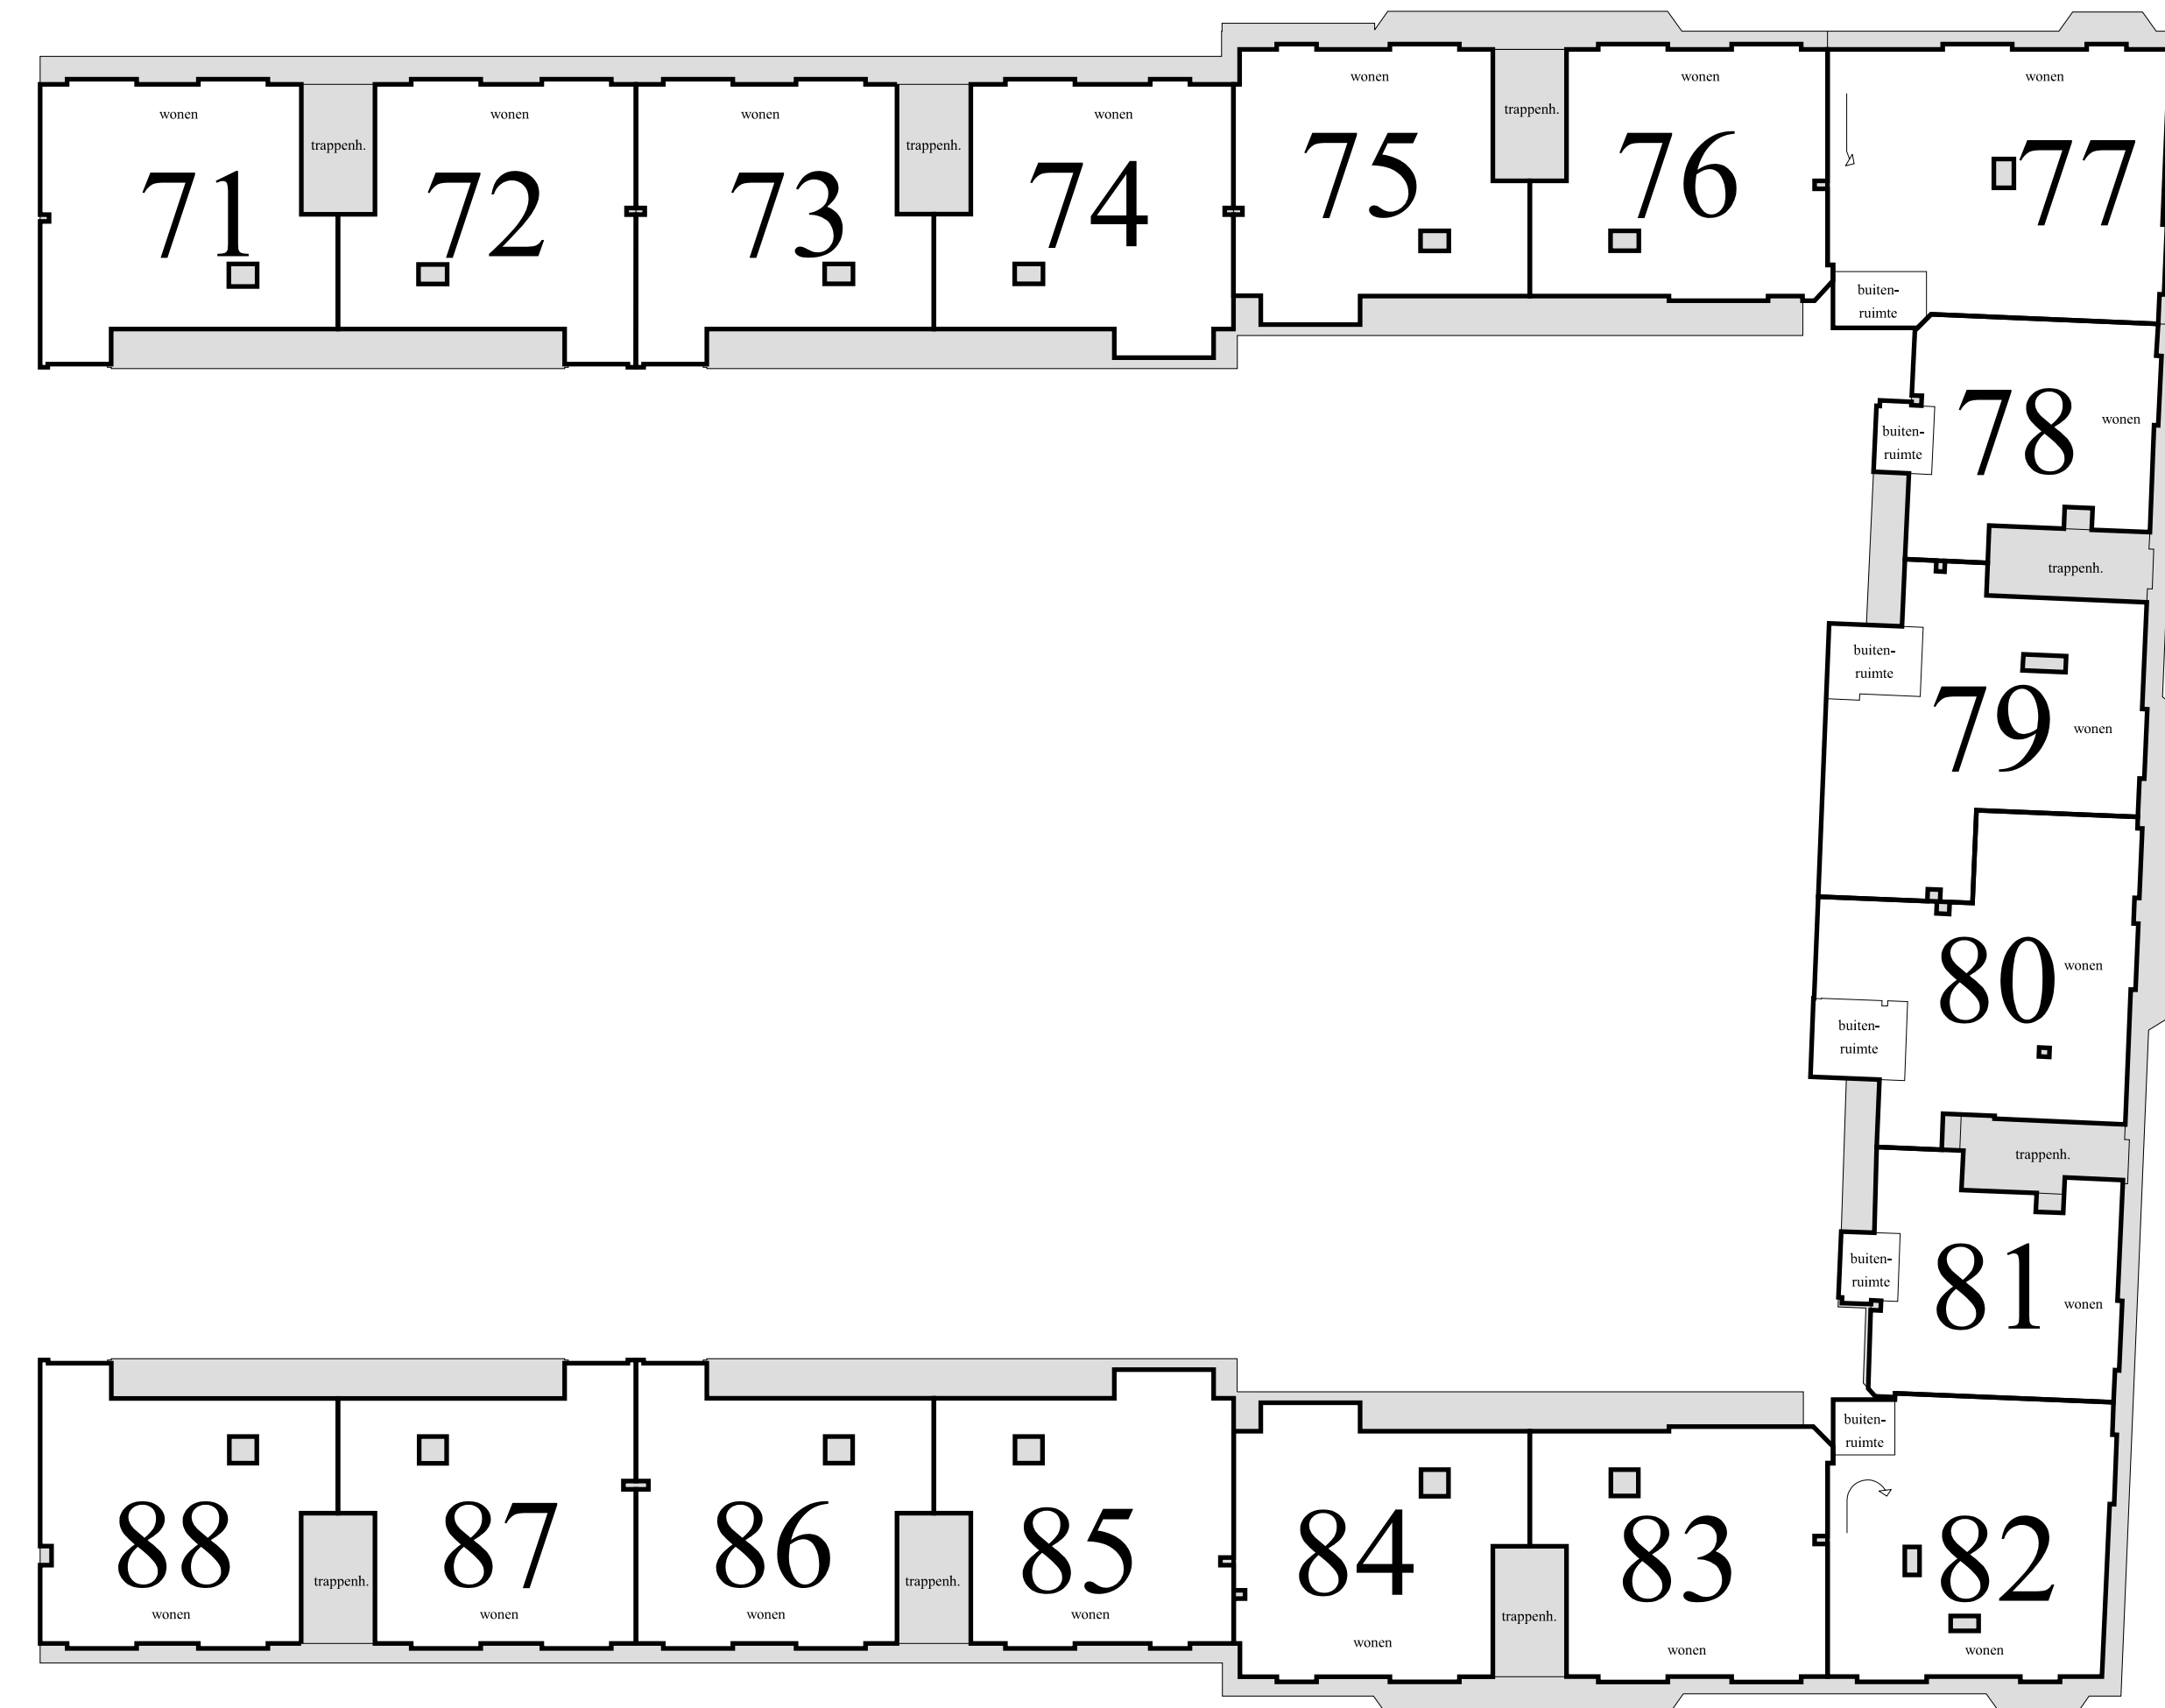 wonen
wonen
wonen
wonen
wonen
wonen
wonen
trappenh.
trappenh.
trappenh.
71
72
73
74
75
76
77
buiten-
ruimte
buiten-
ruimte
78
wonen
trappenh.
buiten-
ruimte
79
wonen
80
wonen
buiten-
ruimte
trappenh.
buiten-
ruimte
81
wonen
buiten-
ruimte
88
87
86
85
84
83
82
trappenh.
trappenh.
trappenh.
wonen
wonen
wonen
wonen
wonen
wonen
wonen